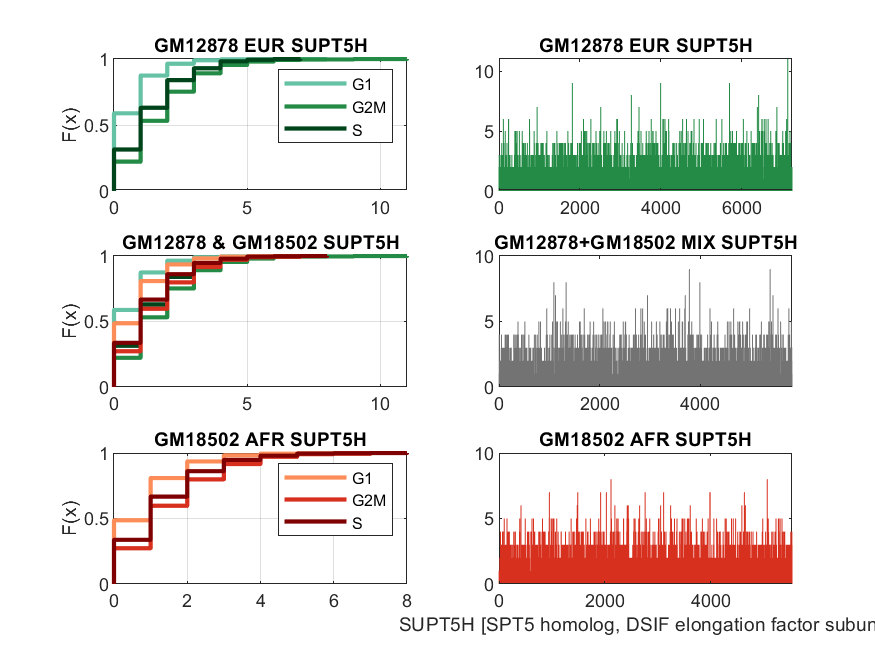 GM12878 EUR SUPT5H
F(x)
1
0.5
0
0 5 10
G1
G2M
S
GM12878 EUR SUPT5H
10
5
0
0 2000 4000 6000
GM12878 & GM18502 SUPT5H
F(x)
1
0.5
0
0 5 10
GM12878+GM18502 MIX SUPT5H
10
5
0
0 2000 4000
GM18502 AFR SUPT5H
F(x)
1
0.5
0
0 2 4 6 8
G1
G2M
S
GM18502 AFR SUPT5H
10
5
0
0 2000 4000
SUPT5H [SPT5 homolog, DSIF elongation factor subun